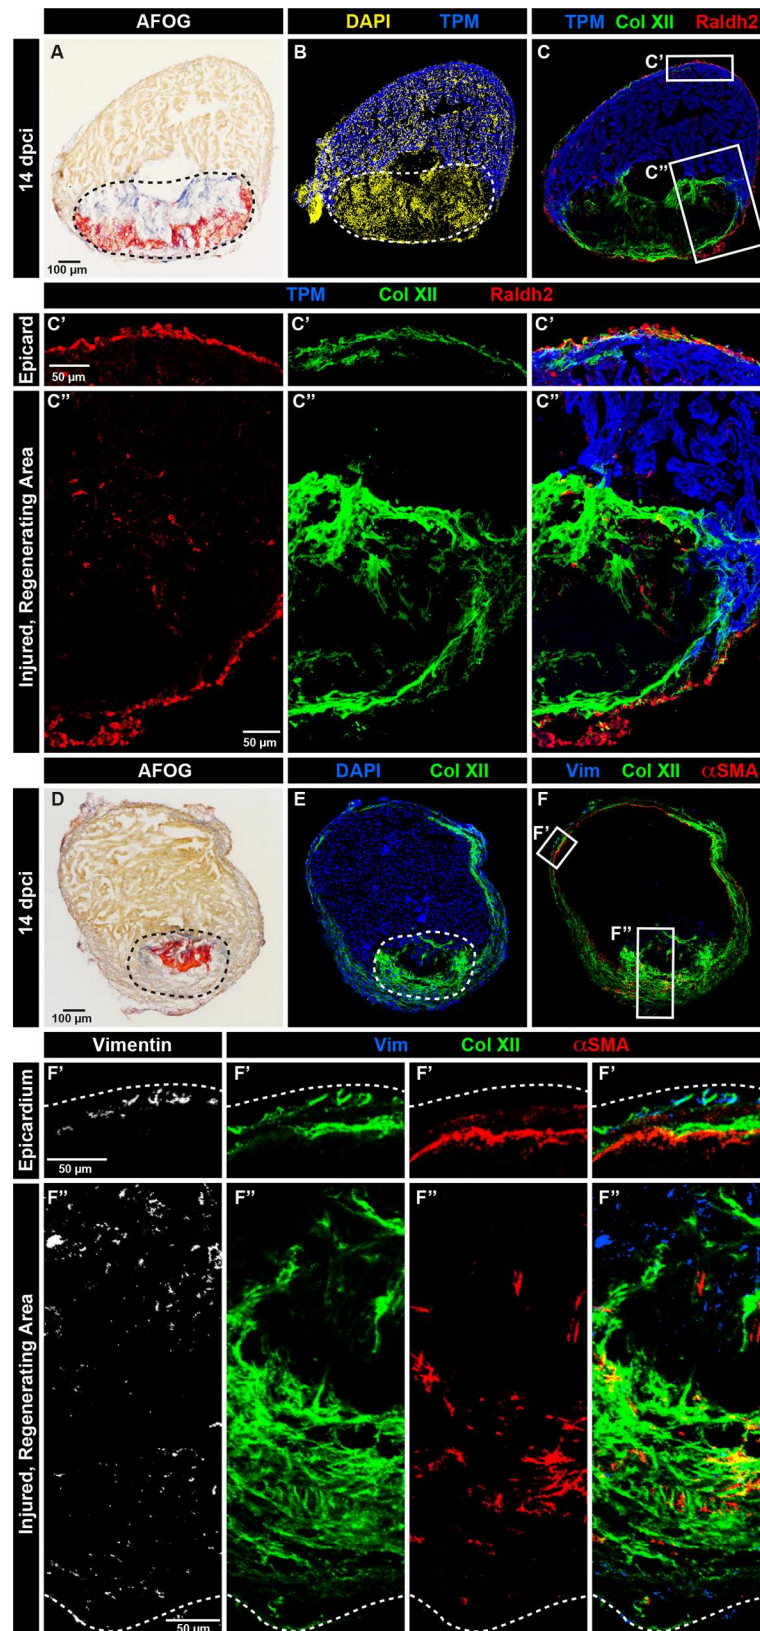 AFOG DAPI TPM TPM Col XII Raldh2
14 dpci
A B C
C’
C”
100 µm
TPM Col XII Raldh2
Epicard
C’ C’ C’
50 µm
Injured, Regenerating Area
C” C” C”
50 µm
AFOG DAPI Col XII Vim Col XII αSMA
14 dpci
D E F
F’
F”
100 µm
Vimentin Vim Col XII αSMA
Epicardium
F’ F’ F’ F’
50 µm
Injured, Regenerating Area
F” F” F” F”
50 µm